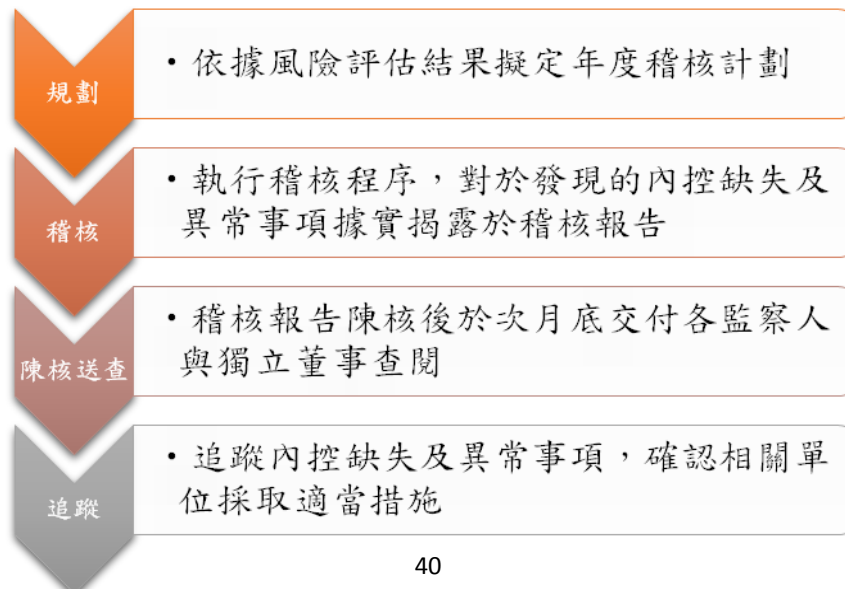 規劃
•依據風險評估結果擬定年度稽核計劃
稽核
•執行稽核程序，對於發現的內控缺失及
異常事項據實揭露於稽核報告
陳核送查
•稽核報告陳核後於次月底交付各監察人
與獨立董事查閱
追蹤
•追蹤內控缺失及異常事項，確認相關單
位採取適當措施
40